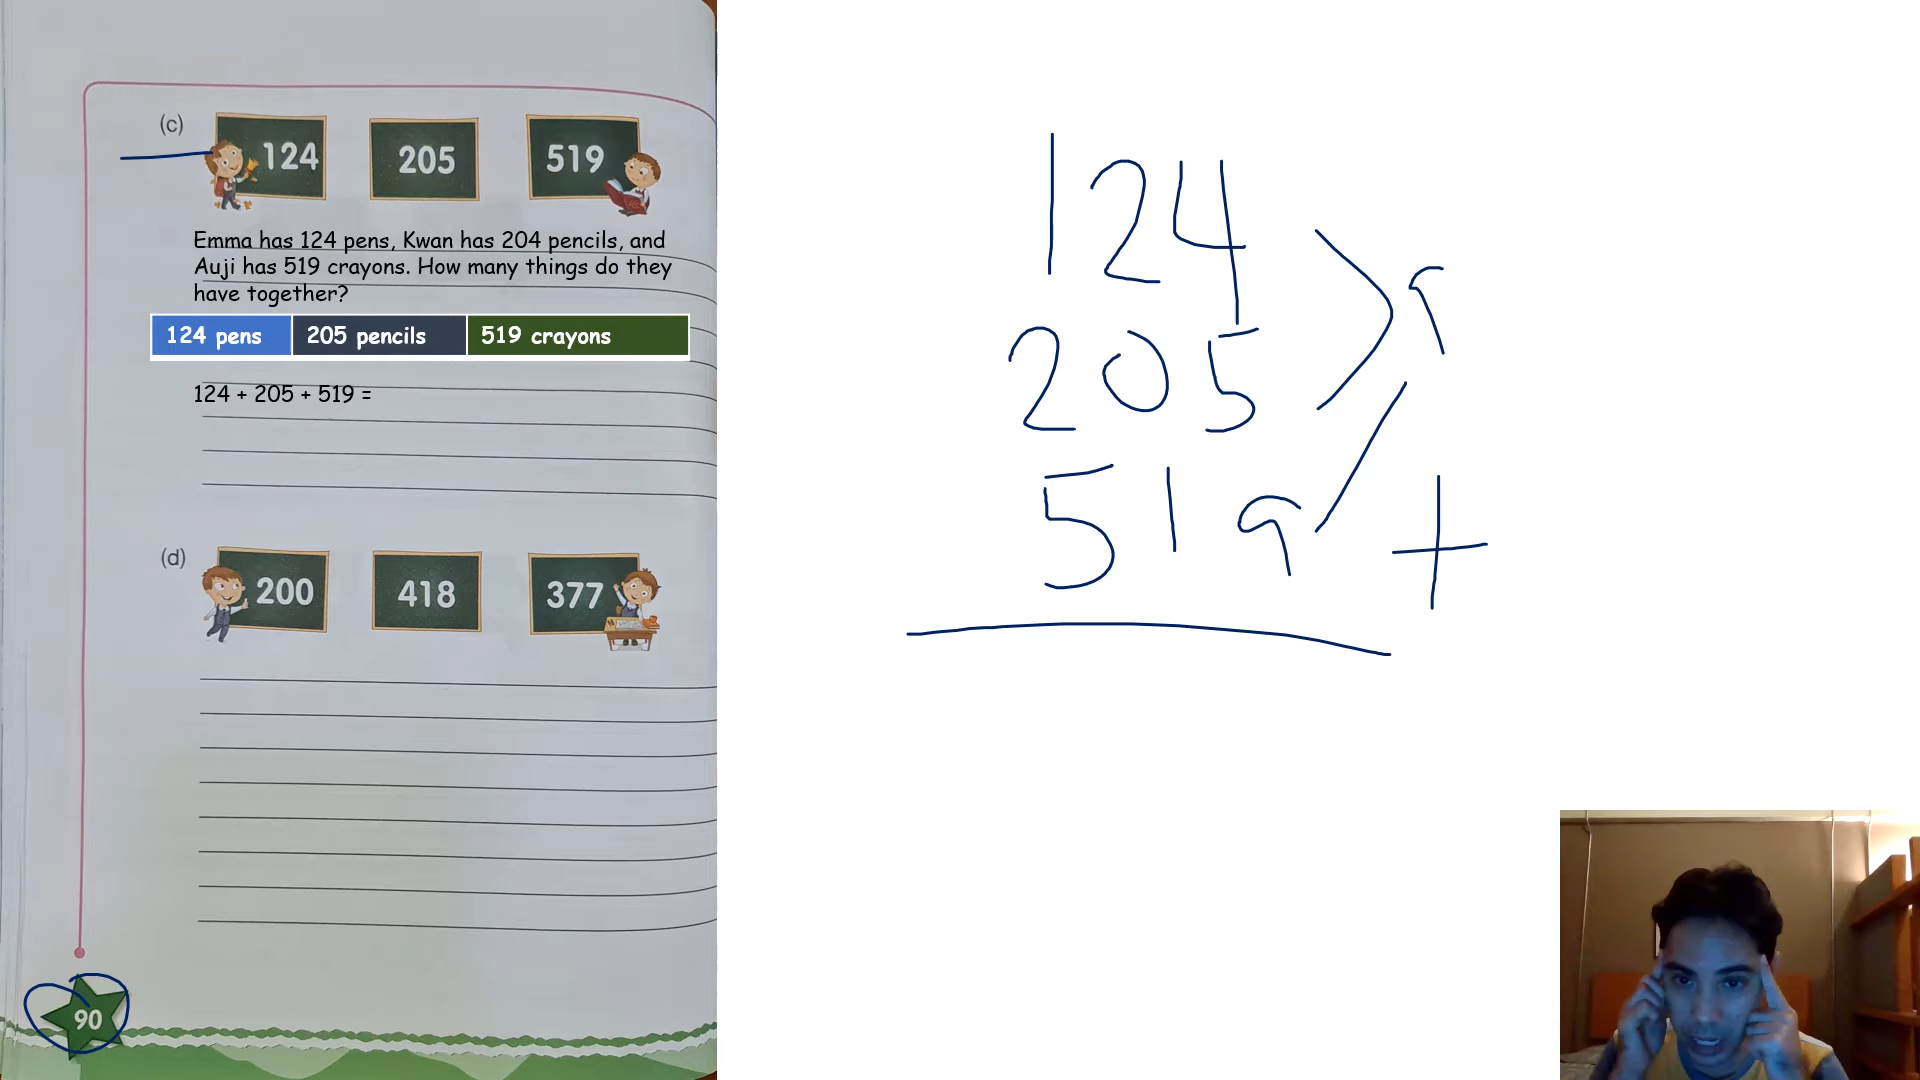 (c)
124 205 519
Emma has 124 pens, Kwan has 204 pencils, and
Auji has 519 crayons. How many things do they
have together?
124 pens 205 pencils 519 crayons
124 + 205 + 519 =
(d)
200 418 377
90
124
205
519
9
+